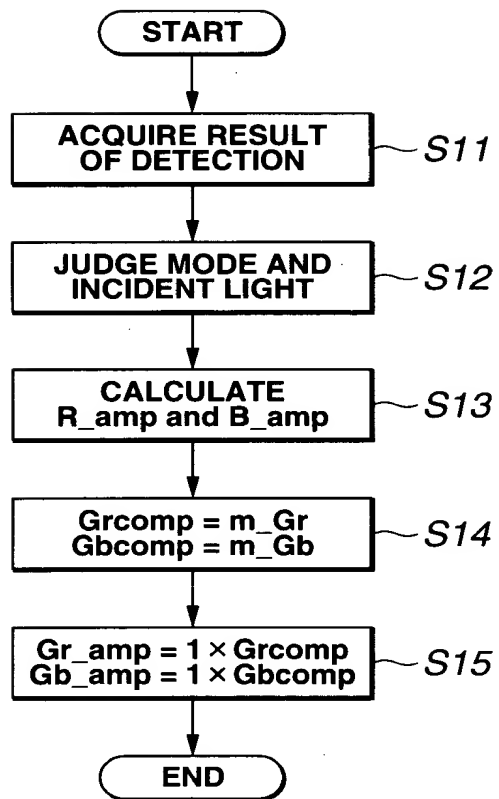 START
ACQUIRE RESULT
OF DETECTION
S11
JUDGE MODE AND
INCIDENT LIGHT
S12
CALCULATE
R_amp and B_amp
S13
Grcomp = m_Gr
Gbcomp = m_Gb
S14
Gr_amp = 1 × Grcomp
Gb_amp = 1 × Gbcomp
S15
END